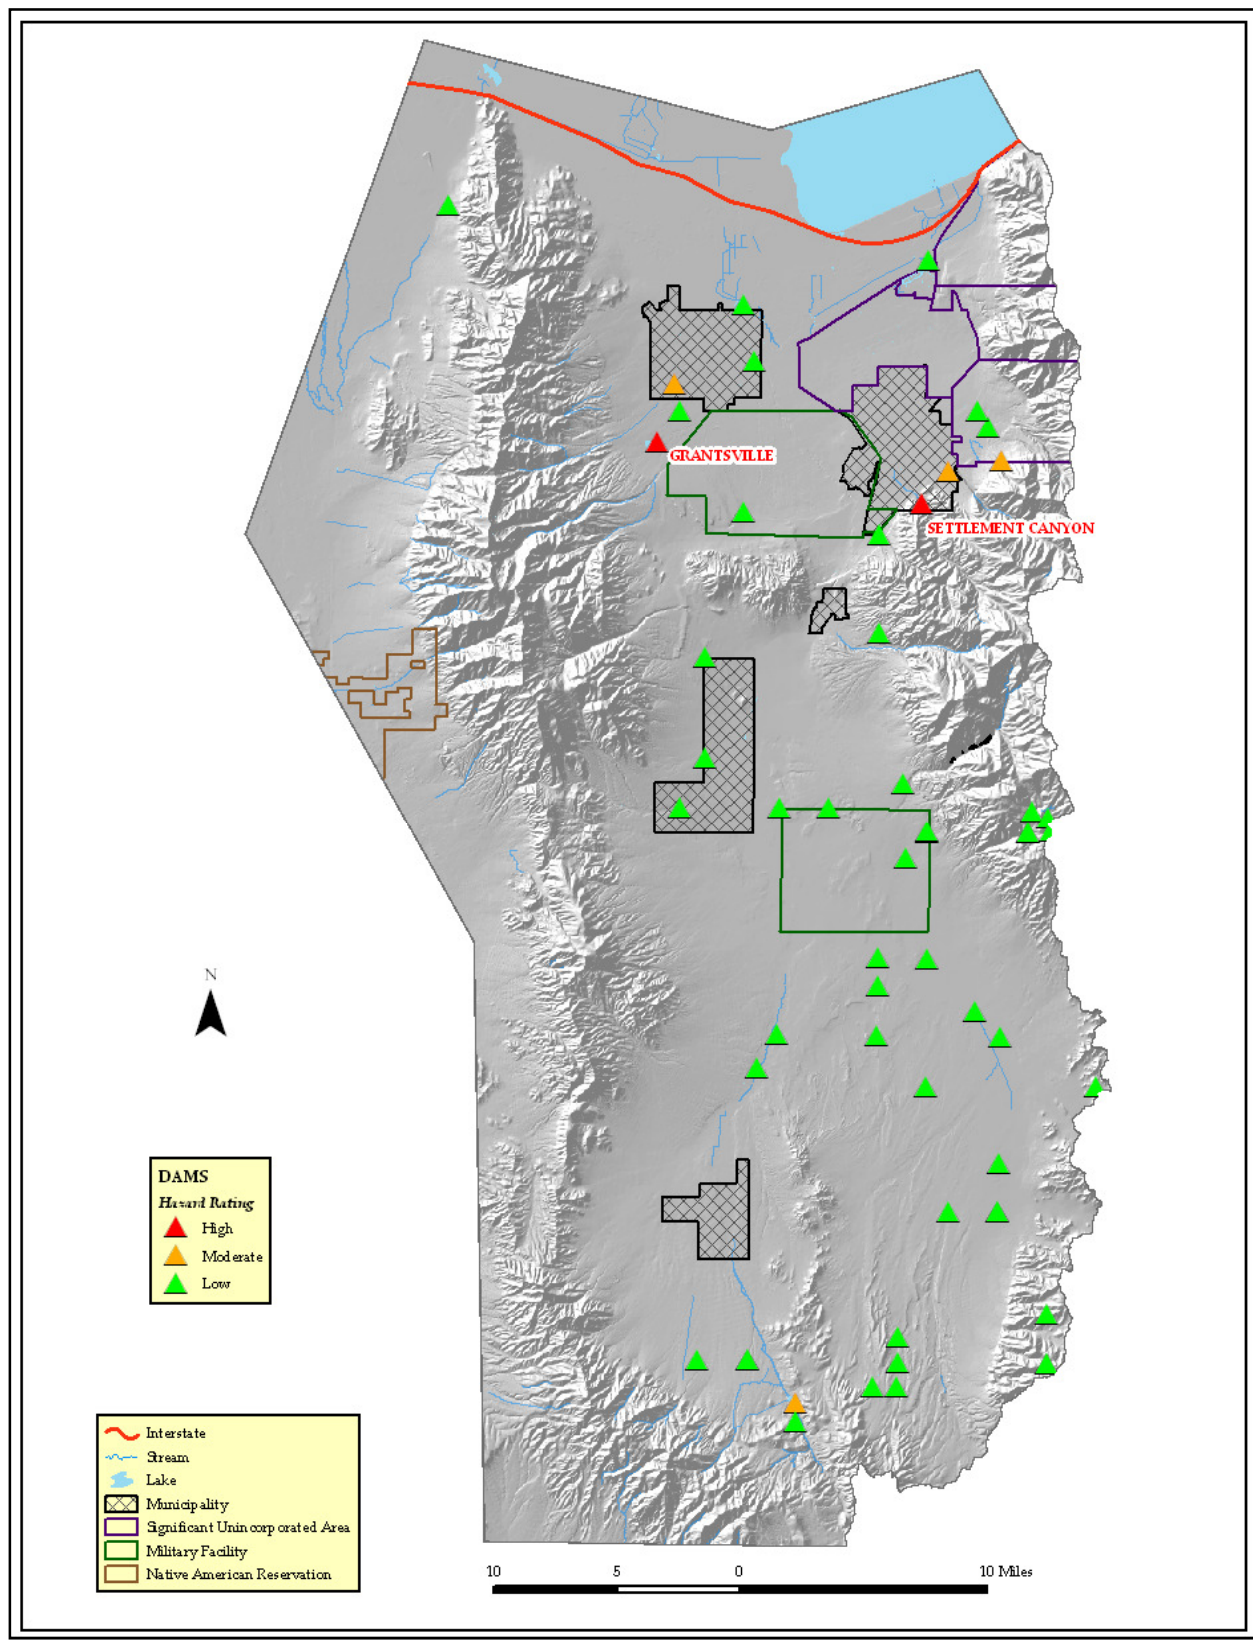 GRANTSVILLE
SETTLEMENT CANYON
N
DAMS
Hazard Rating
High
Moderate
Low
Interstate
Stream
Lake
Municipality
Significant Unincorporated Area
Military Facility
Native American Reservation
10 5 0 10 Miles